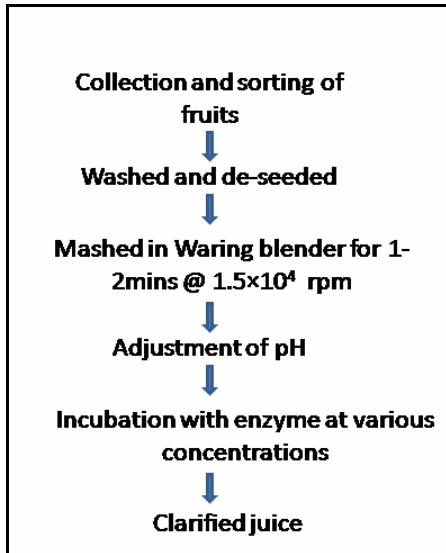 Collection and sorting of
fruits
Washed and de-seeded
Mashed in Waring blender for 1-
2mins @ 1.5×10⁴ rpm
Adjustment of pH
Incubation with enzyme at various
concentrations
Clarified juice